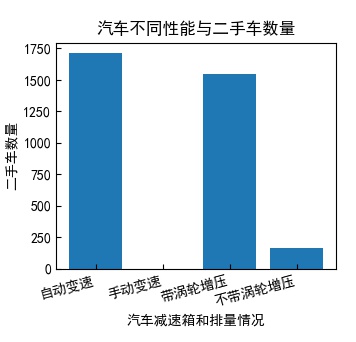 汽车不同性能与二手车数量
二手车数量
1750
1500
1250
1000
750
500
250
0
自动变速
手动变速
带涡轮增压
不带涡轮增压
汽车减速箱和排量情况